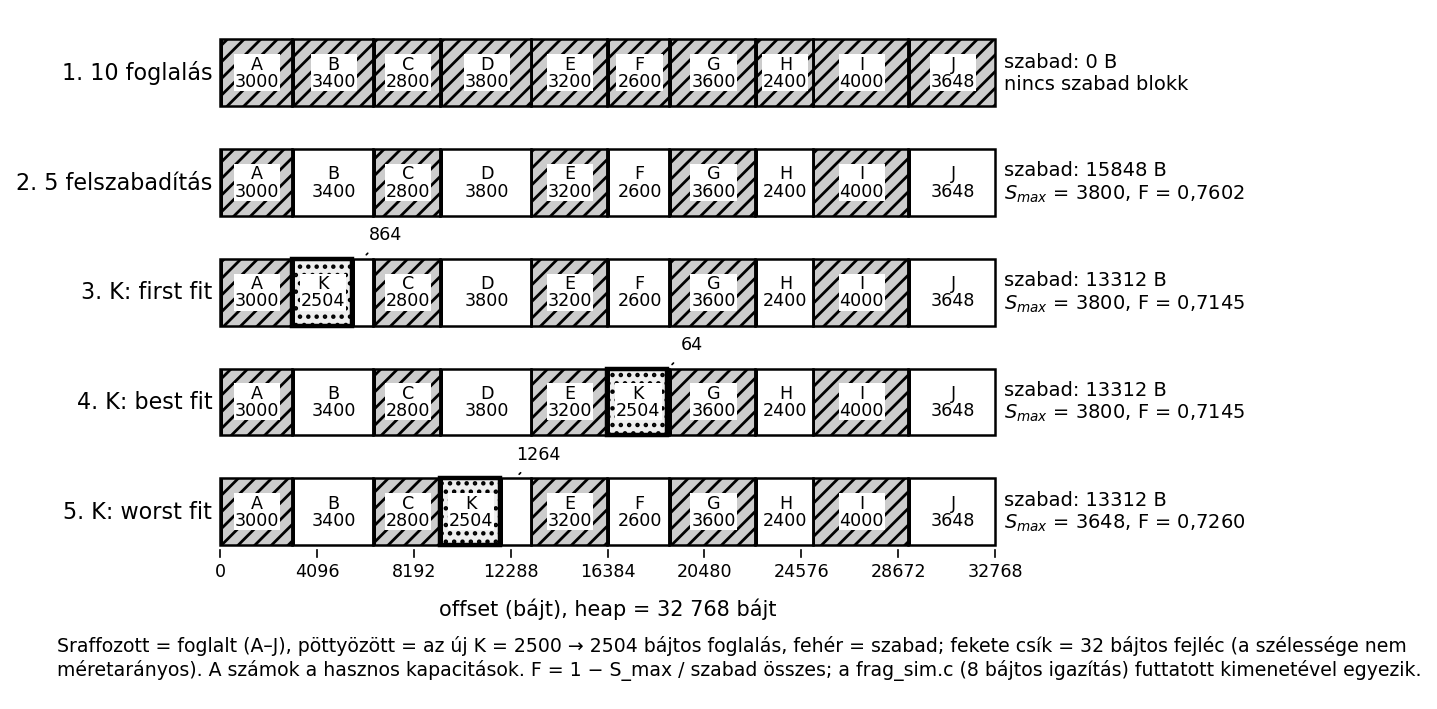 1. 10 foglalás
A
3000
B
3400
C
2800
D
3800
E
3200
F
2600
G
3600
H
2400
I
4000
J
3648
szabad: 0 B
nincs szabad blokk
2. 5 felszabadítás
A
3000
B
3400
C
2800
D
3800
E
3200
F
2600
G
3600
H
2400
I
4000
J
3648
szabad: 15848 B
S_max = 3800, F = 0,7602
864
3. K: first fit
A
3000
K
2504
C
2800
D
3800
E
3200
F
2600
G
3600
H
2400
I
4000
J
3648
szabad: 13312 B
S_max = 3800, F = 0,7145
64
4. K: best fit
A
3000
B
3400
C
2800
D
3800
E
3200
K
2504
G
3600
H
2400
I
4000
J
3648
szabad: 13312 B
S_max = 3800, F = 0,7145
1264
5. K: worst fit
A
3000
B
3400
C
2800
K
2504
E
3200
F
2600
G
3600
H
2400
I
4000
J
3648
szabad: 13312 B
S_max = 3648, F = 0,7260
0 4096 8192 12288 16384 20480 24576 28672 32768
offset (bájt), heap = 32 768 bájt
Sraffozott = foglalt (A–J), pöttyözött = az új K = 2500 → 2504 bájtos foglalás, fehér = szabad; fekete csík = 32 bájtos fejléc (a szélessége nem
méretarányos). A számok a hasznos kapacitások. F = 1 − S_max / szabad összes; a frag_sim.c (8 bájtos igazítás) futtatott kimenetével egyezik.